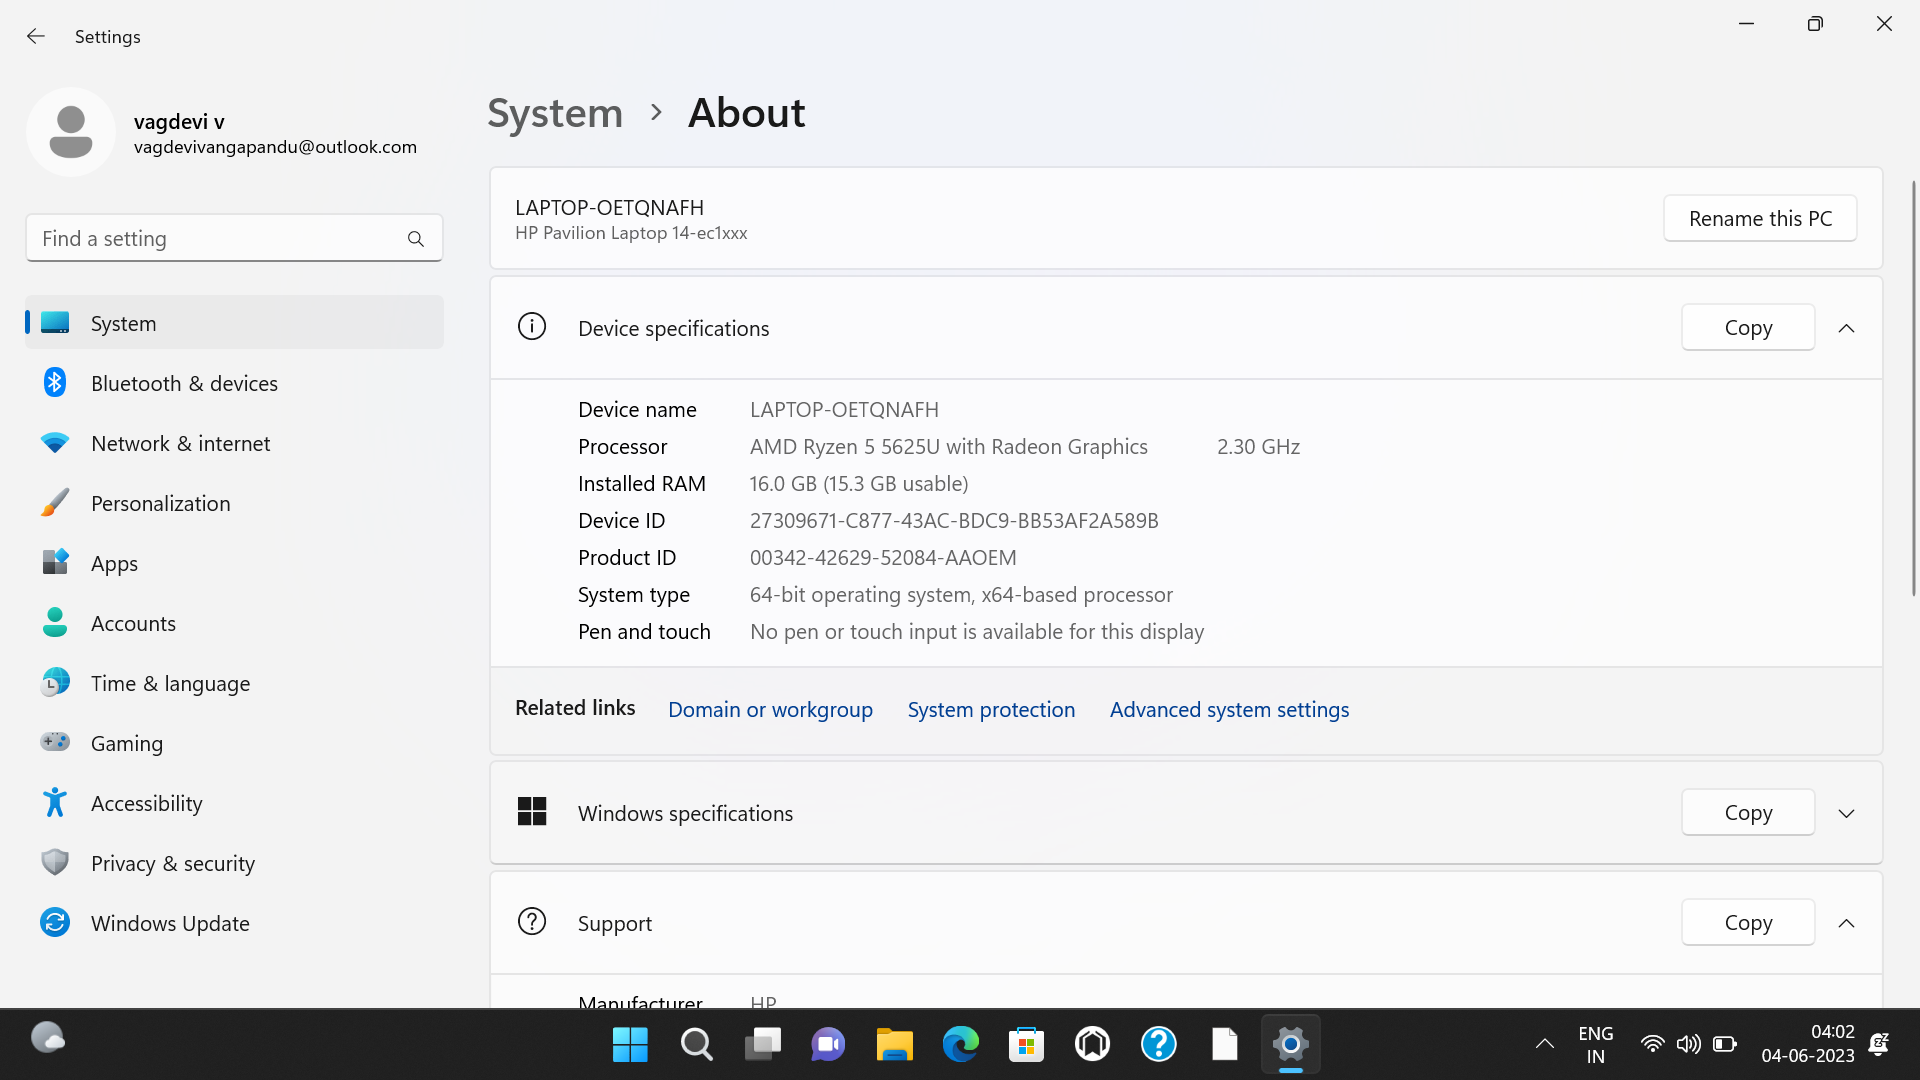 Settings
vagdevi v
vagdevivangapandu@outlook.com
Find a setting
System
Bluetooth & devices
Network & internet
Personalization
Apps
Accounts
Time & language
Gaming
Accessibility
Privacy & security
Windows Update
System > About
LAPTOP-OETQNAFH
HP Pavilion Laptop 14-ec1xxx
Rename this PC
Device specifications
Copy
Device name LAPTOP-OETQNAFH
Processor AMD Ryzen 5 5625U with Radeon Graphics 2.30 GHz
Installed RAM 16.0 GB (15.3 GB usable)
Device ID 27309671-C877-43AC-BDC9-BB53AF2A589B
Product ID 00342-42629-52084-AAOEM
System type 64-bit operating system, x64-based processor
Pen and touch No pen or touch input is available for this display
Related links Domain or workgroup System protection Advanced system settings
Windows specifications
Copy
Support
Copy
Manufacturer HP
ENG
IN
04:02
04-06-2023